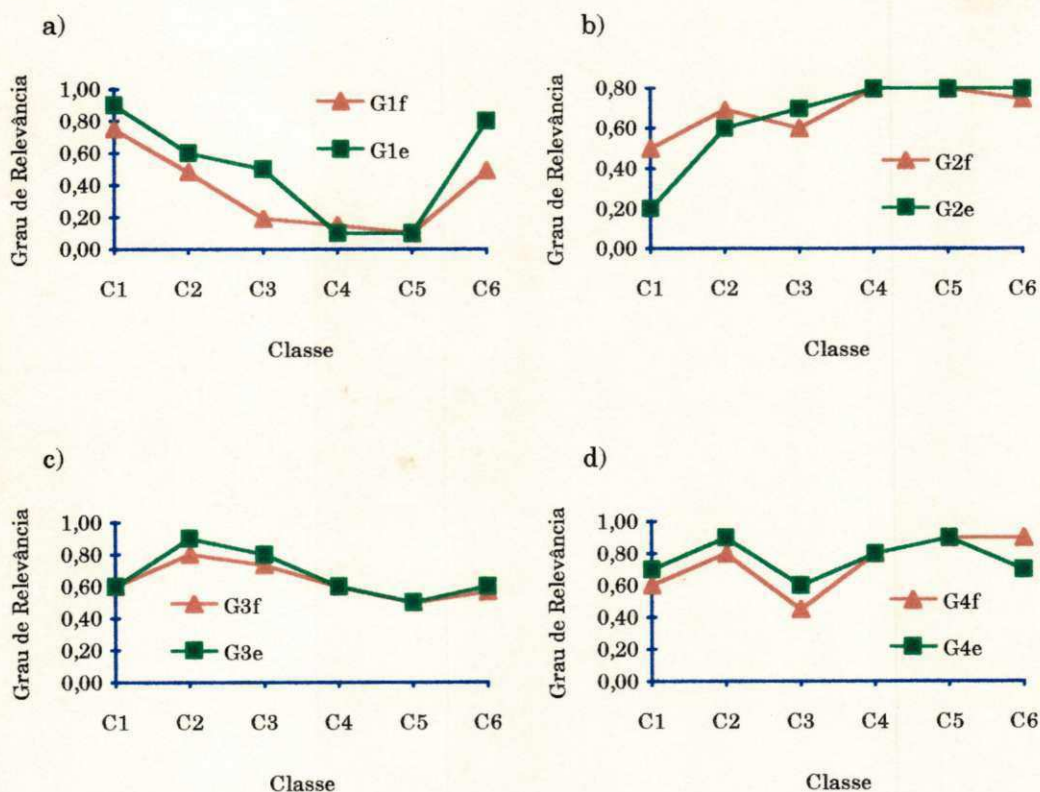 a)
Grau de Relevância
1,00
0,80
0,60
0,40
0,20
0,00
G1f
G1e
C1 C2 C3 C4 C5 C6
Classe
b)
Grau de Relevância
0,80
0,60
0,40
0,20
0,00
G2f
G2e
C1 C2 C3 C4 C5 C6
Classe
c)
Grau de Relevância
1,00
0,80
0,60
0,40
0,20
0,00
G3f
G3e
C1 C2 C3 C4 C5 C6
Classe
d)
Grau de Relevância
1,00
0,80
0,60
0,40
0,20
0,00
G4f
G4e
C1 C2 C3 C4 C5 C6
Classe